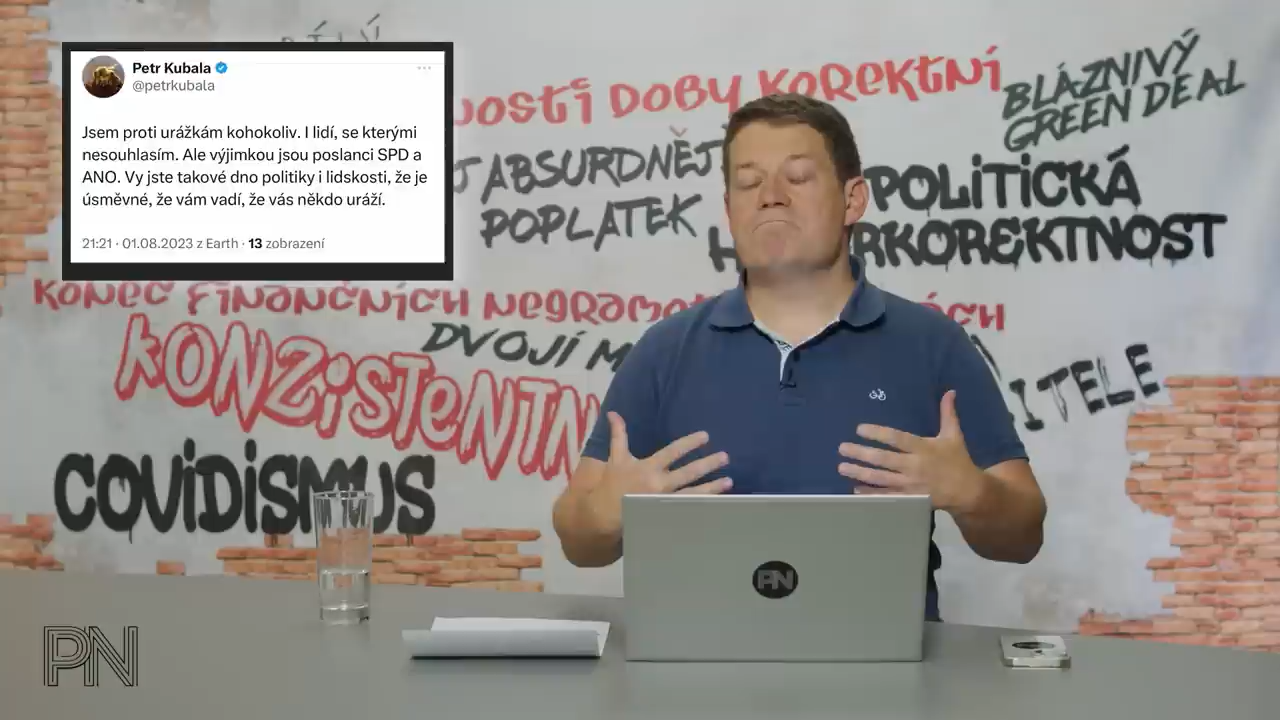 Petr Kubala
@petrkubala
Jsem proti urážkám kohokoliv. I lidí, se kterými
nesouhlasím. Ale výjimkou jsou poslanci SPD a
ANO. Vy jste takové dno politiky i lidskosti, že je
úsměvné, že vám vadí, že vás někdo uráží.
21:21 · 01.08.2023 z Earth · 13 zobrazení
DOBY KOREKTNÍ
BLÁZNIVÝ
GREEN DEAL
ABSURDNĚJ
POPLATEK
POLITICKÁ
RKOREKTNOST
KONEC FINANČNÍCH NEGRAMO
DVOJÍ M
KONZISTENTN
ITELE
COVIDISMUS
PN
PN